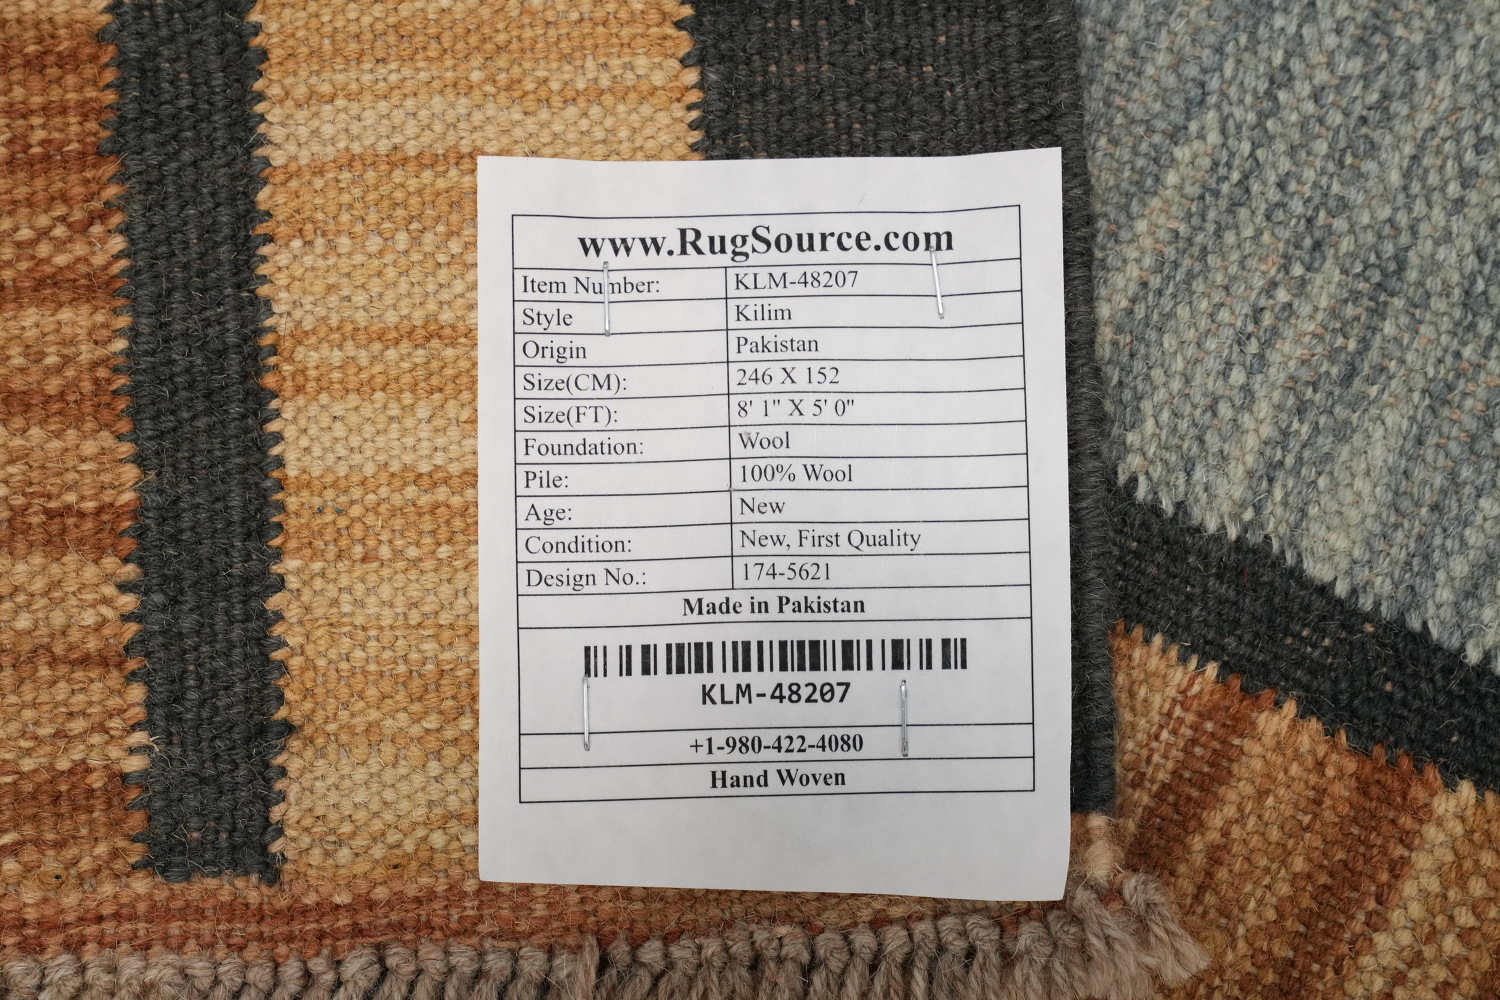 www.RugSource.com
Item Number: KLM-48207
Style Kilim
Origin Pakistan
Size(CM): 246 X 152
Size(FT): 8' 1" X 5' 0"
Foundation: Wool
Pile: 100% Wool
Age: New
Condition: New, First Quality
Design No.: 174-5621
Made in Pakistan
KLM-48207
+1-980-422-4080
Hand Woven